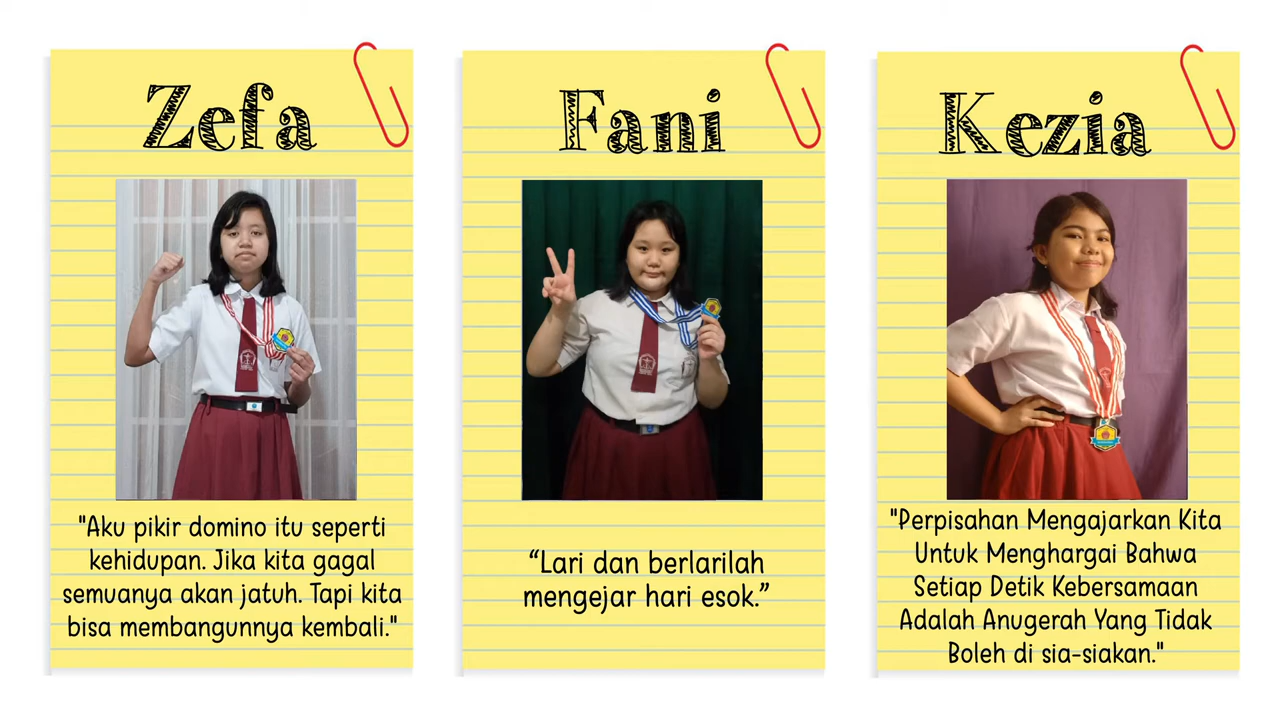 Zefa
"Aku pikir domino itu seperti
kehidupan. Jika kita gagal
semuanya akan jatuh. Tapi kita
bisa membangunnya kembali."
Fani
“Lari dan berlarilah
mengejar hari esok.”
Kezia
"Perpisahan Mengajarkan Kita
Untuk Menghargai Bahwa
Setiap Detik Kebersamaan
Adalah Anugerah Yang Tidak
Boleh di sia-siakan."